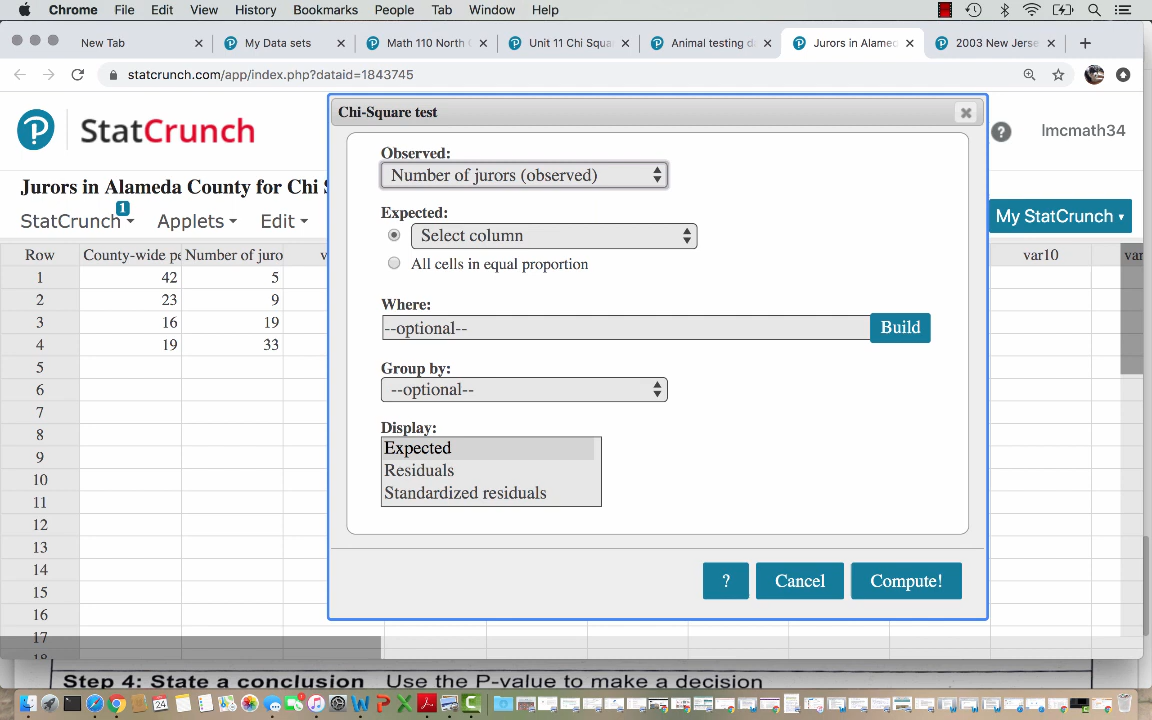 Chrome File Edit View History Bookmarks People Tab Window Help
New Tab My Data sets Math 110 North Unit 11 Chi Squa Animal testing d Jurors in Alamed 2003 New Jerse
statcrunch.com/app/index.php?dataid=1843745
StatCrunch
lmcmath34
Jurors in Alameda County for Chi
StatCrunch 1 Applets Edit
My StatCrunch
Row County-wide pe Number of juro v var10 var
1 42 5
2 23 9
3 16 19
4 19 33
5
6
7
8
9
10
11
12
13
14
15
16
17
18
Chi-Square test
Observed:
Number of jurors (observed)
Expected:
Select column
All cells in equal proportion
Where:
--optional--
Build
Group by:
--optional--
Display:
Expected
Residuals
Standardized residuals
?
Cancel
Compute!
Step 4: State a conclusion Use the P-value to make a decision